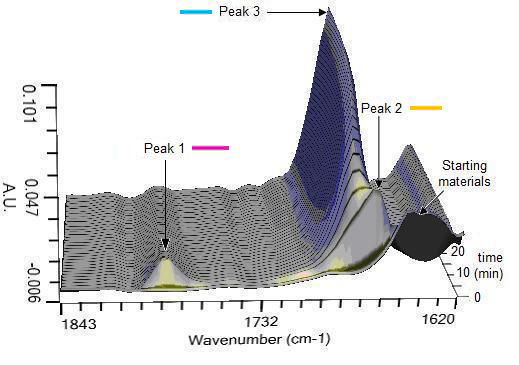 Peak 3
Peak 2
Peak 1
Starting
materials
0.101
0.047
-0.006
A.U.
20
10
0
time
(min)
1843
1732
1620
Wavenumber (cm-1)